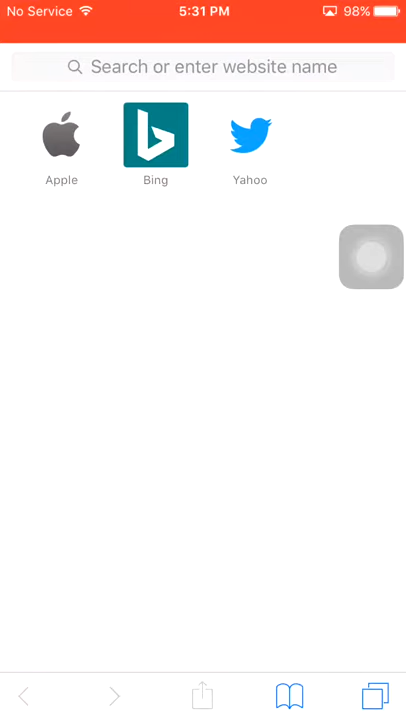 No Service 5:31 PM 98%
Search or enter website name
Apple Bing Yahoo